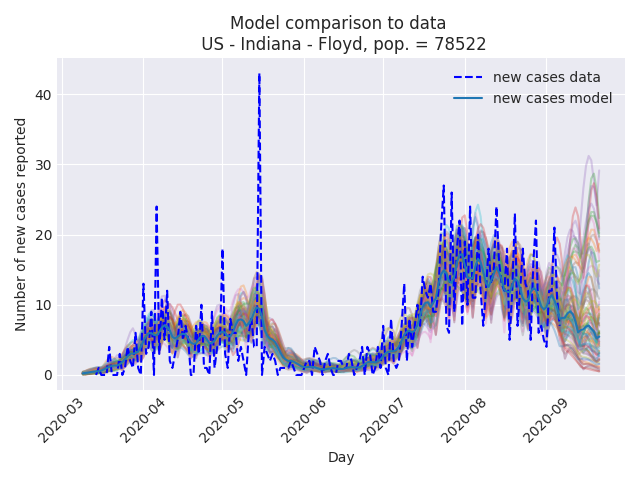 Model comparison to data
US - Indiana - Floyd, pop. = 78522
new cases data
new cases model
Number of new cases reported
40
30
20
10
0
2020-03
2020-04
2020-05
2020-06
2020-07
2020-08
2020-09
Day